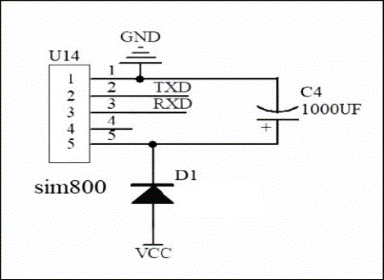 GND
U14
1 1
2 2 TXD
3 3 RXD
4 4
5 5
C4
1000UF
+
sim800
D1
VCC